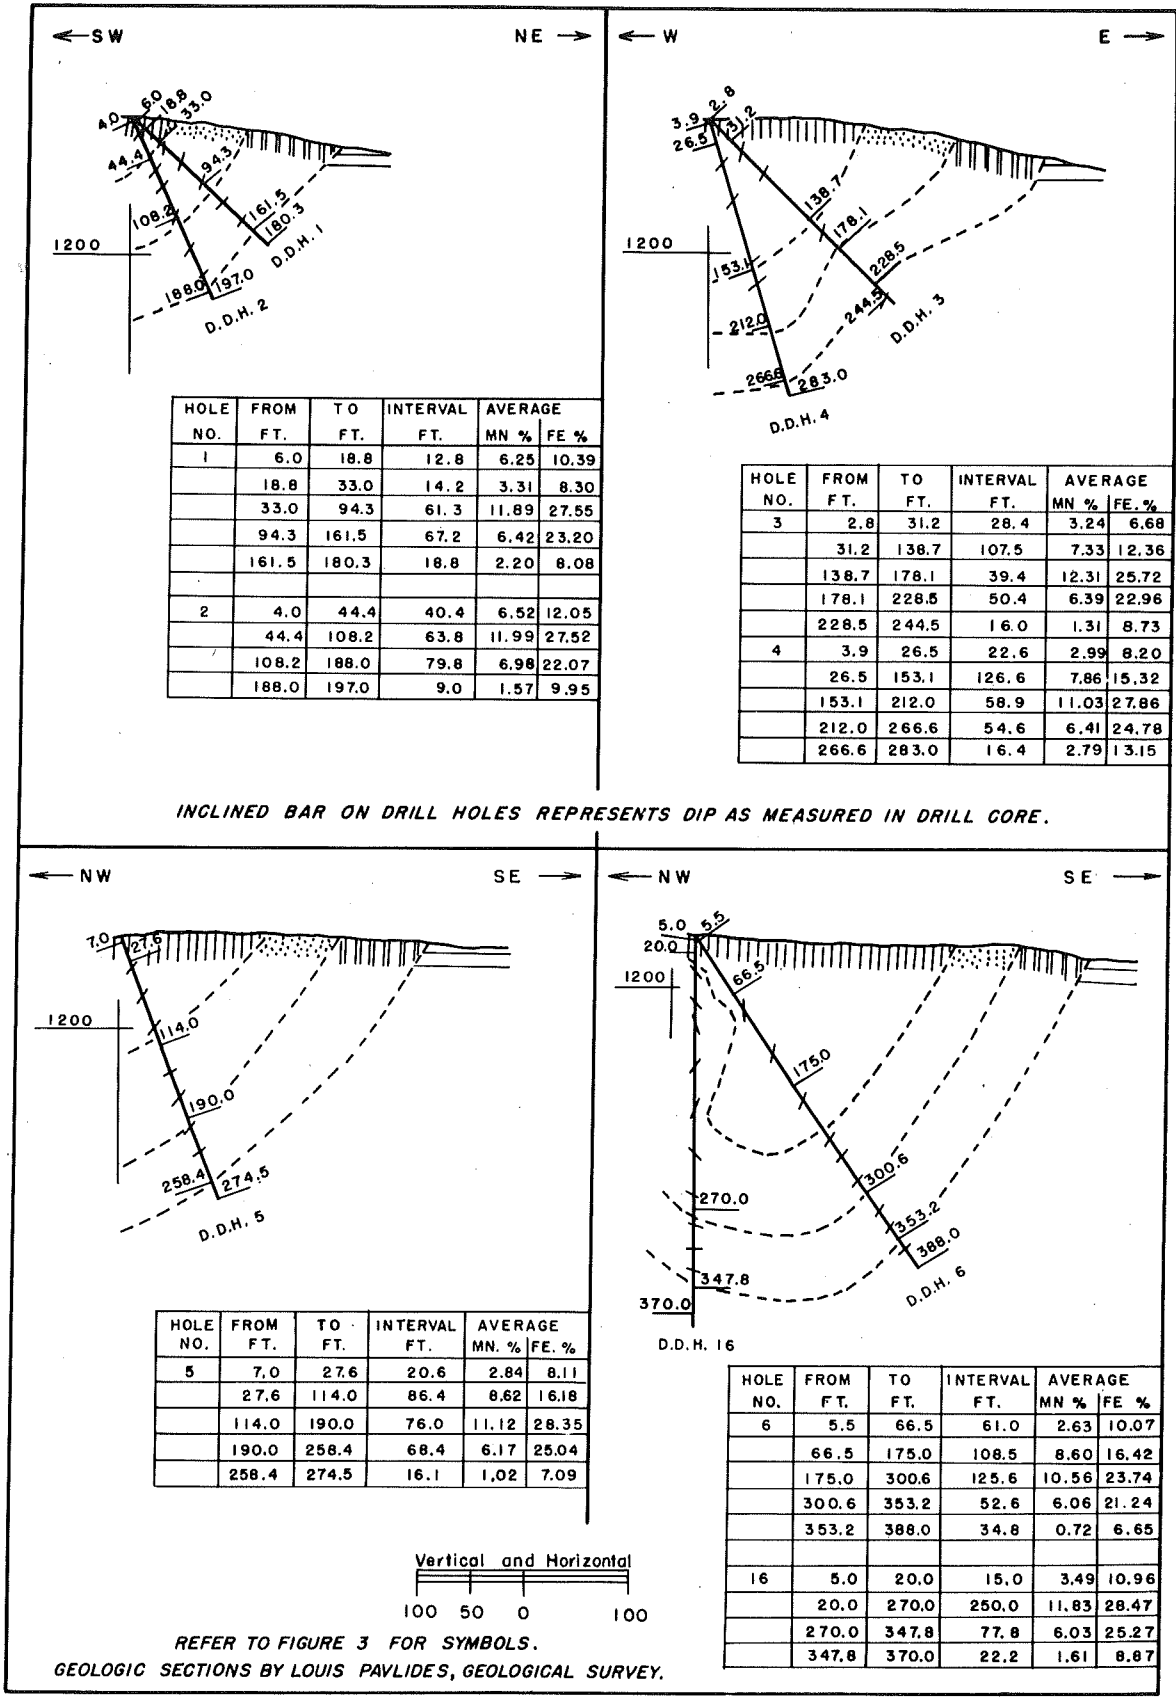 ←SW NE→
4.0 6.0 18.8 33.0
44.4 94.3
108.2 161.5
180.3
1200
188.0 197.0
D.D.H. 1
D.D.H. 2
HOLE FROM TO INTERVAL AVERAGE
NO. FT. FT. FT. MN % FE %
1 6.0 18.8 12.8 6.25 10.39
18.8 33.0 14.2 3.31 8.30
33.0 94.3 61.3 11.89 27.55
94.3 161.5 67.2 6.42 23.20
161.5 180.3 18.8 2.20 8.08
2 4.0 44.4 40.4 6.52 12.05
44.4 108.2 63.8 11.99 27.52
108.2 188.0 79.8 6.98 22.07
188.0 197.0 9.0 1.57 9.95
←W E→
3.9 2.8
26.5 31.2
138.7
178.1
1200
153.1 228.5
212.0 244.5
D.D.H. 3
266.6 283.0
D.D.H. 4
HOLE FROM TO INTERVAL AVERAGE
NO. FT. FT. FT. MN % FE. %
3 2.8 31.2 28.4 3.24 6.68
31.2 138.7 107.5 7.33 12.36
138.7 178.1 39.4 12.31 25.72
178.1 228.5 50.4 6.39 22.96
228.5 244.5 16.0 1.31 8.73
4 3.9 26.5 22.6 2.99 8.20
26.5 153.1 126.6 7.86 15.32
153.1 212.0 58.9 11.03 27.86
212.0 266.6 54.6 6.41 24.78
266.6 283.0 16.4 2.79 13.15
INCLINED BAR ON DRILL HOLES REPRESENTS DIP AS MEASURED IN DRILL CORE.
←NW SE→
7.0 27.6
1200
114.0
190.0
258.4 274.5
D.D.H. 5
HOLE FROM TO INTERVAL AVERAGE
NO. FT. FT. FT. MN. % FE. %
5 7.0 27.6 20.6 2.84 8.11
27.6 114.0 86.4 8.62 16.18
114.0 190.0 76.0 11.12 28.35
190.0 258.4 68.4 6.17 25.04
258.4 274.5 16.1 1.02 7.09
←NW SE→
5.0 5.5
20.0
1200 66.5
175.0
300.6
270.0
353.2
388.0
347.8
370.0
D.D.H. 6
D.D.H. 16
HOLE FROM TO INTERVAL AVERAGE
NO. FT. FT. FT. MN % FE %
6 5.5 66.5 61.0 2.63 10.07
66.5 175.0 108.5 8.60 16.42
175.0 300.6 125.6 10.56 23.74
300.6 353.2 52.6 6.06 21.24
353.2 388.0 34.8 0.72 6.65
16 5.0 20.0 15.0 3.49 10.96
20.0 270.0 250.0 11.83 28.47
270.0 347.8 77.8 6.03 25.27
347.8 370.0 22.2 1.61 8.87
Vertical and Horizontal
100 50 0 100
REFER TO FIGURE 3 FOR SYMBOLS.
GEOLOGIC SECTIONS BY LOUIS PAVLIDES, GEOLOGICAL SURVEY.